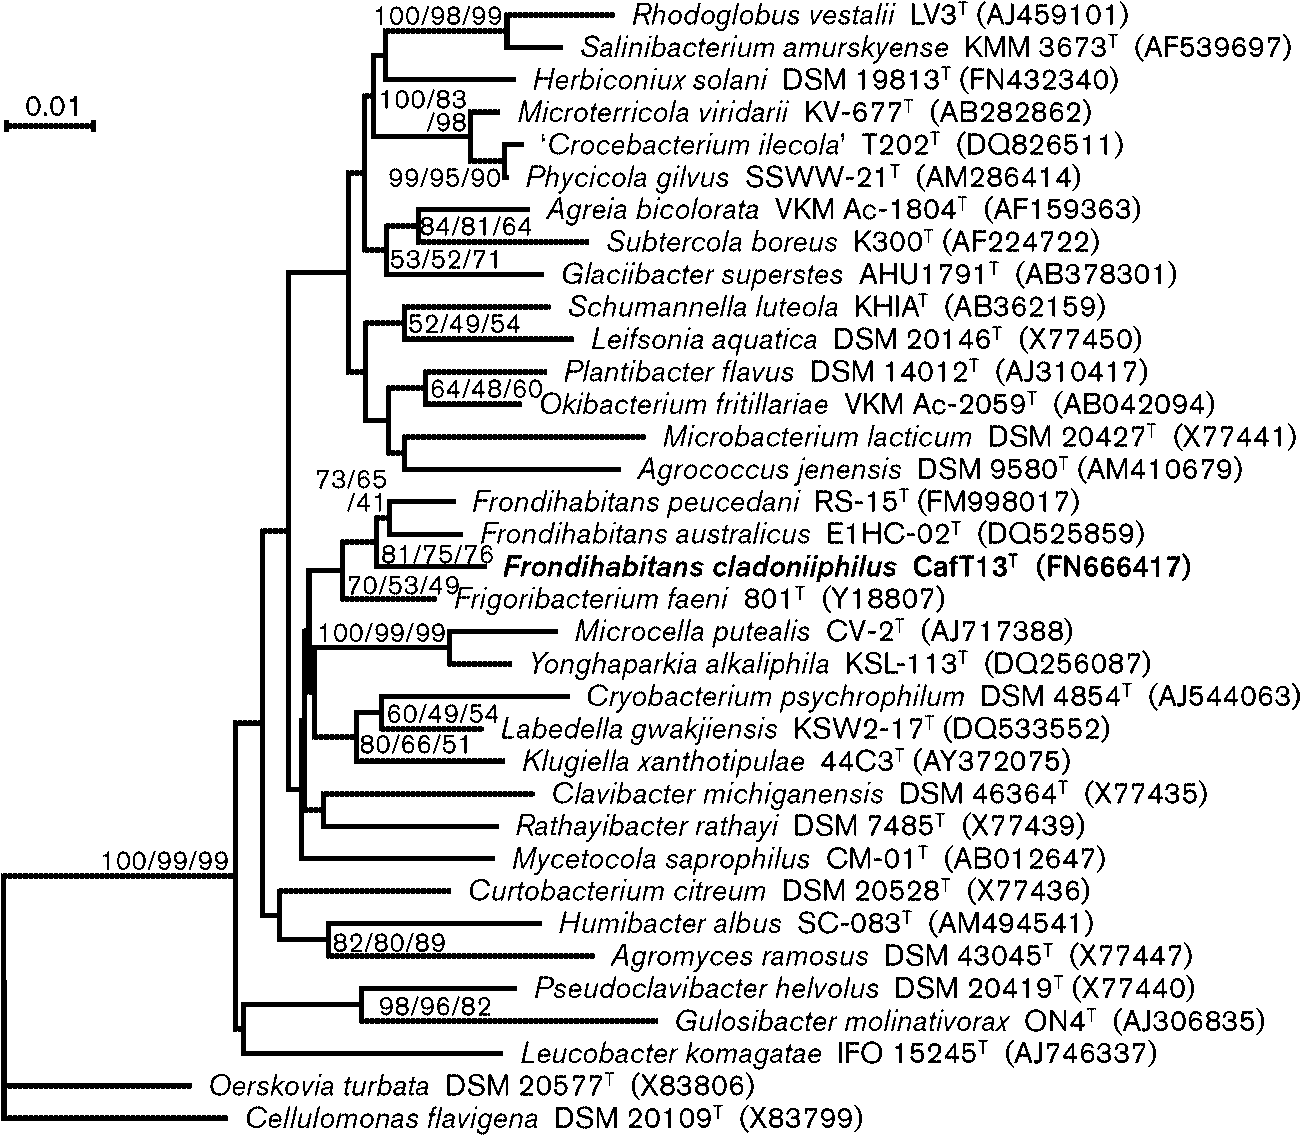 100/98/99
Rhodoglobus vestalii LV3T (AJ459101)
Salinibacterium amurskyense KMM 3673T (AF539697)
Herbiconiux solani DSM 19813T (FN432340)
0.01
100/83
/98
Microterricola viridarii KV-677T (AB282862)
'Crocebacterium ilecola' T202T (DQ826511)
99/95/90
Phycicola gilvus SSWW-21T (AM286414)
Agreia bicolorata VKM Ac-1804T (AF159363)
84/81/64
Subtercola boreus K300T (AF224722)
53/52/71
Glaciibacter superstes AHU1791T (AB378301)
Schumannella luteola KHIAT (AB362159)
52/49/54
Leifsonia aquatica DSM 20146T (X77450)
Plantibacter flavus DSM 14012T (AJ310417)
64/48/60
Okibacterium fritillariae VKM Ac-2059T (AB042094)
Microbacterium lacticum DSM 20427T (X77441)
Agrococcus jenensis DSM 9580T (AM410679)
73/65
/41
Frondihabitans peucedani RS-15T (FM998017)
Frondihabitans australicus E1HC-02T (DQ525859)
81/75/76
Frondihabitans cladoniiphilus CafT13T (FN666417)
70/53/49
Frigoribacterium faeni 801T (Y18807)
100/99/99
Microcella putealis CV-2T (AJ717388)
Yonghaparkia alkaliphila KSL-113T (DQ256087)
Cryobacterium psychrophilum DSM 4854T (AJ544063)
60/49/54
Labedella gwakjiensis KSW2-17T (DQ533552)
80/66/51
Klugiella xanthotipulae 44C3T (AY372075)
Clavibacter michiganensis DSM 46364T (X77435)
Rathayibacter rathayi DSM 7485T (X77439)
100/99/99
Mycetocola saprophilus CM-01T (AB012647)
Curtobacterium citreum DSM 20528T (X77436)
Humibacter albus SC-083T (AM494541)
82/80/89
Agromyces ramosus DSM 43045T (X77447)
Pseudoclavibacter helvolus DSM 20419T (X77440)
98/96/82
Gulosibacter molinativorax ON4T (AJ306835)
Leucobacter komagatae IFO 15245T (AJ746337)
Oerskovia turbata DSM 20577T (X83806)
Cellulomonas flavigena DSM 20109T (X83799)